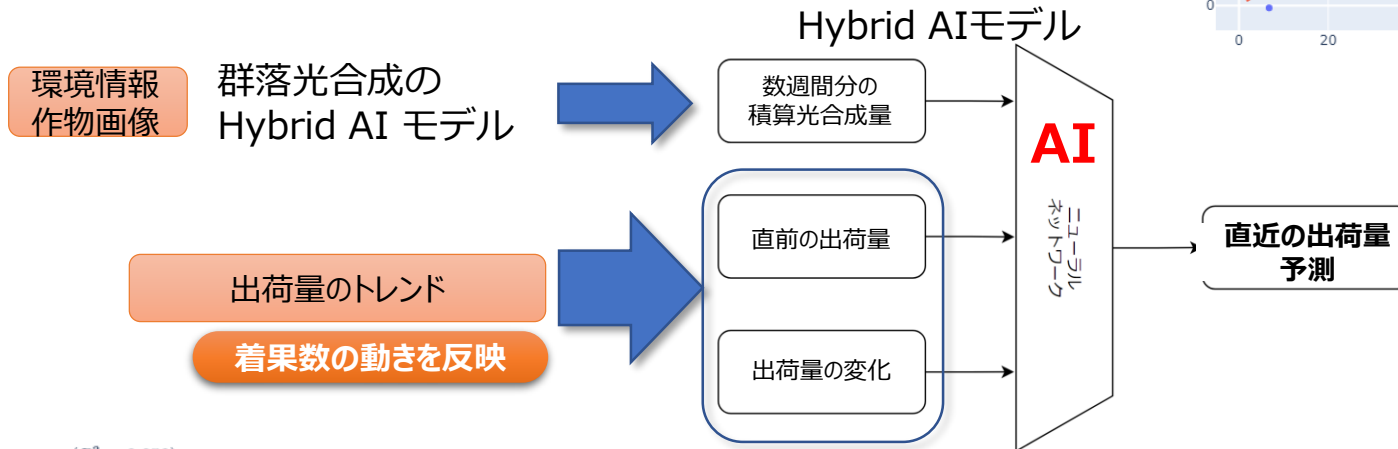 Hybrid AIモデル
0
0
20
環境情報
作物画像
群落光合成の
Hybrid AI モデル
数週間分の
積算光合成量
AI
ニューラル
ネットワーク
直前の出荷量
直近の出荷量
予測
出荷量のトレンド
着果数の動きを反映
出荷量の変化